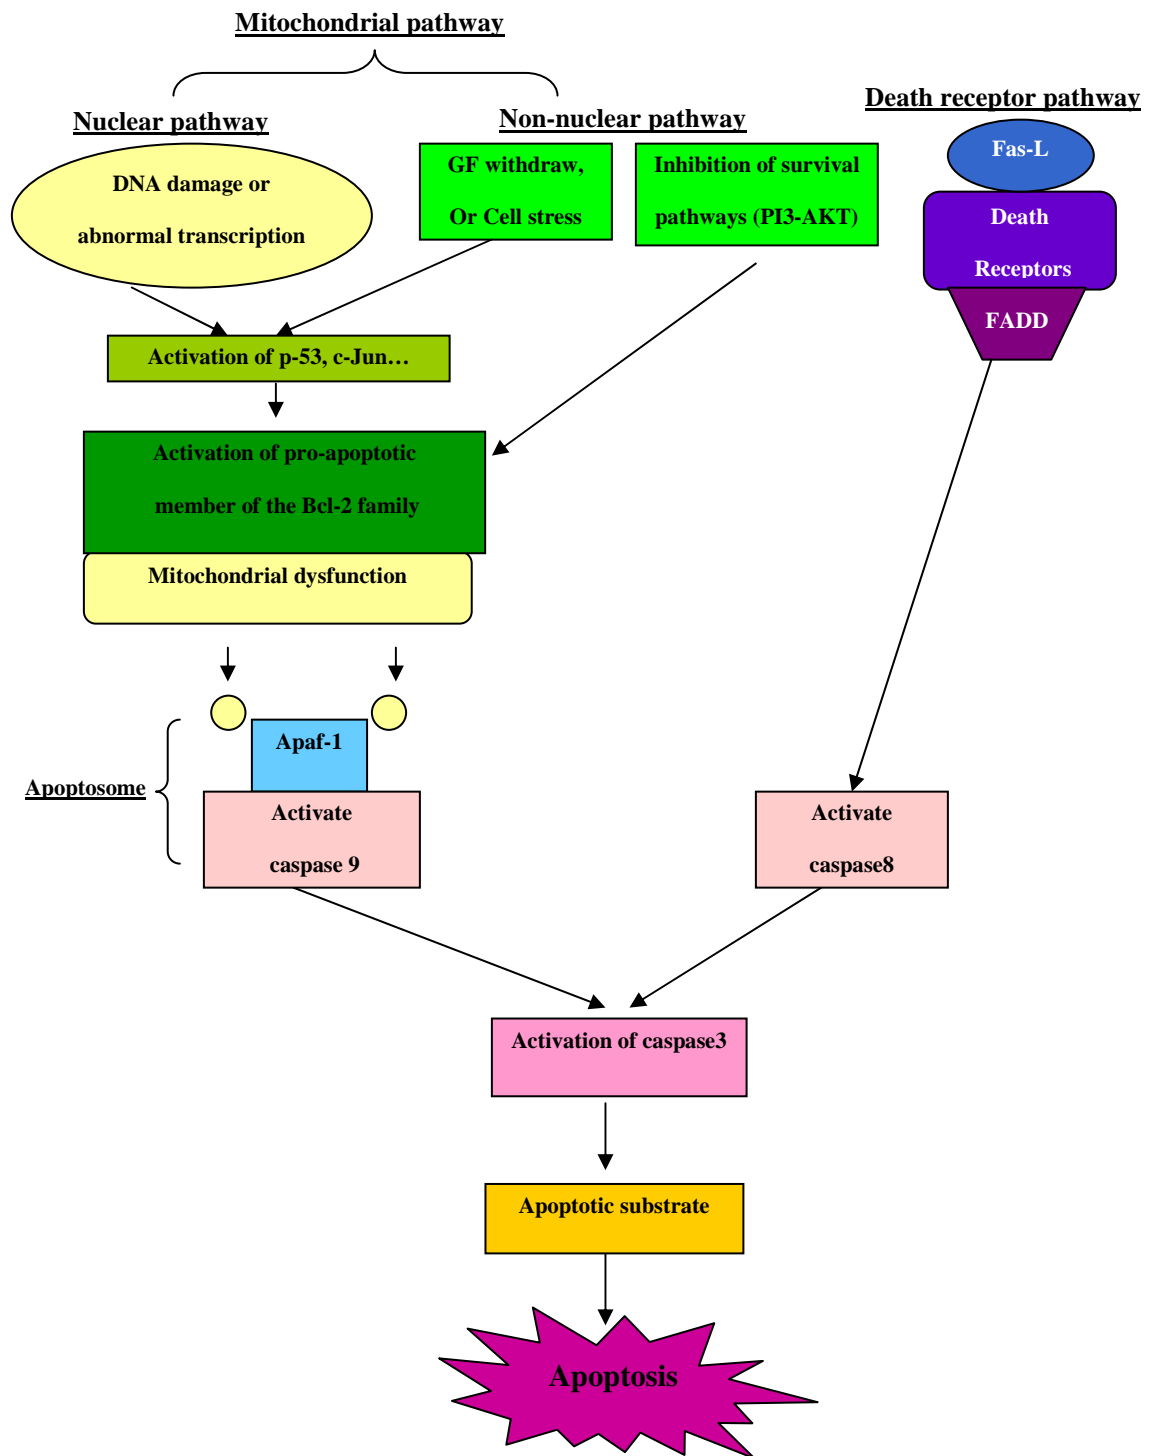 Mitochondrial pathway
Nuclear pathway
Non-nuclear pathway
Death receptor pathway
DNA damage or
abnormal transcription
GF withdraw,
Or Cell stress
Inhibition of survival
pathways (PI3-AKT)
Fas-L
Death
Receptors
FADD
Activation of p-53, c-Jun…
Activation of pro-apoptotic
member of the Bcl-2 family
Mitochondrial dysfunction
Apaf-1
Apoptosome
Activate
caspase 9
Activate
caspase8
Activation of caspase3
Apoptotic substrate
Apoptosis